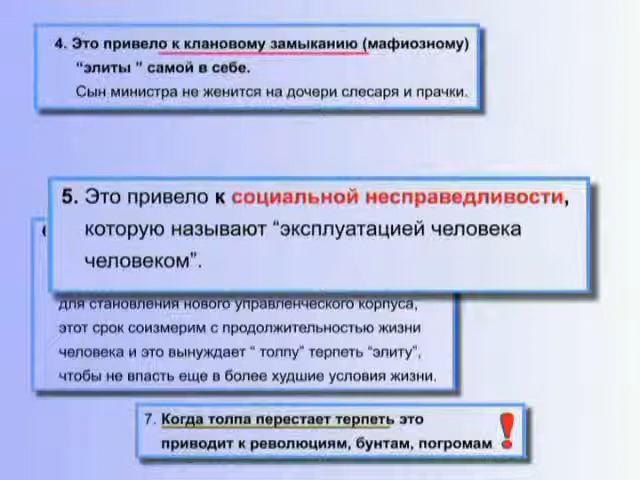 4. Это привело к клановому замыканию (мафиозному)
“элиты ” самой в себе.
Сын министра не женится на дочери слесаря и прачки.
5. Это привело к социальной несправедливости,
которую называют “эксплуатацией человека
человеком”.
для становления нового управленческого корпуса,
этот срок соизмерим с продолжительностью жизни
человека и это вынуждает “ толпу” терпеть “элиту”,
чтобы не впасть еще в более худшие условия жизни.
7. Когда толпа перестает терпеть это
приводит к революциям, бунтам, погромам !